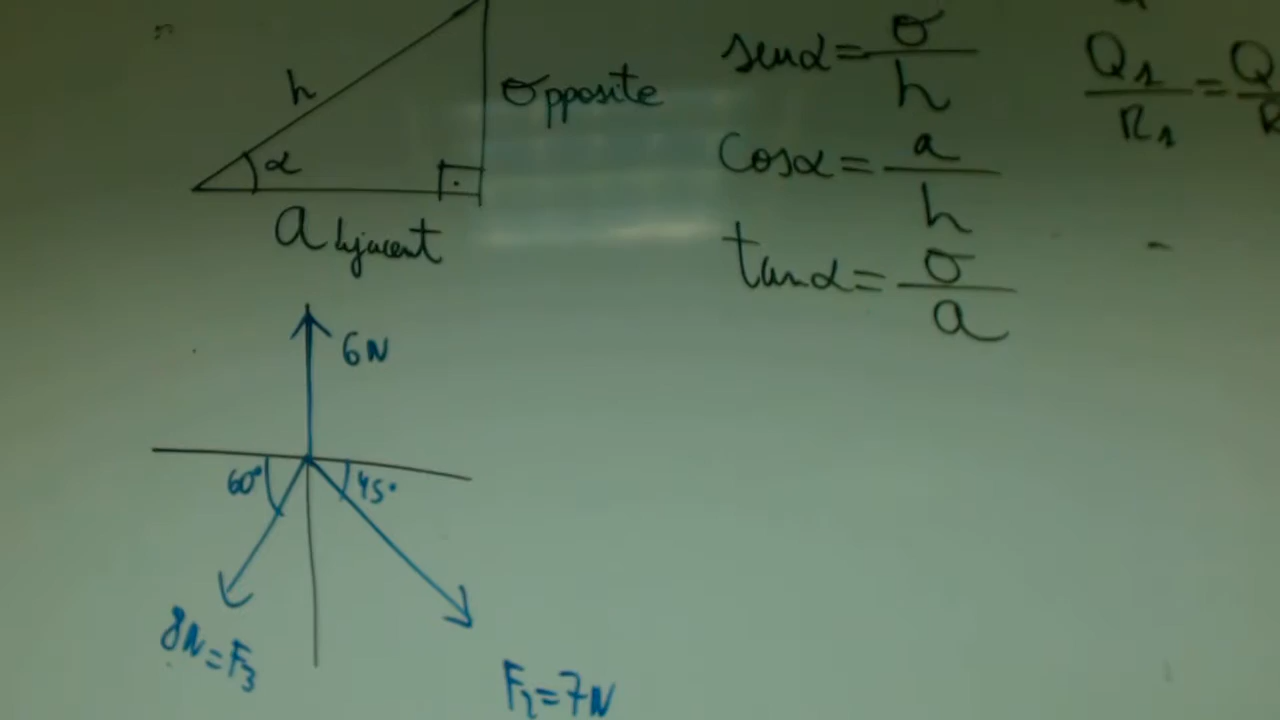 h
Opposite
α
Adjacent
senα = o/h
cosα = a/h
tanα = o/a
Q1/R1 = Q
6N
60°
45°
8N = F3
F2 = 7N